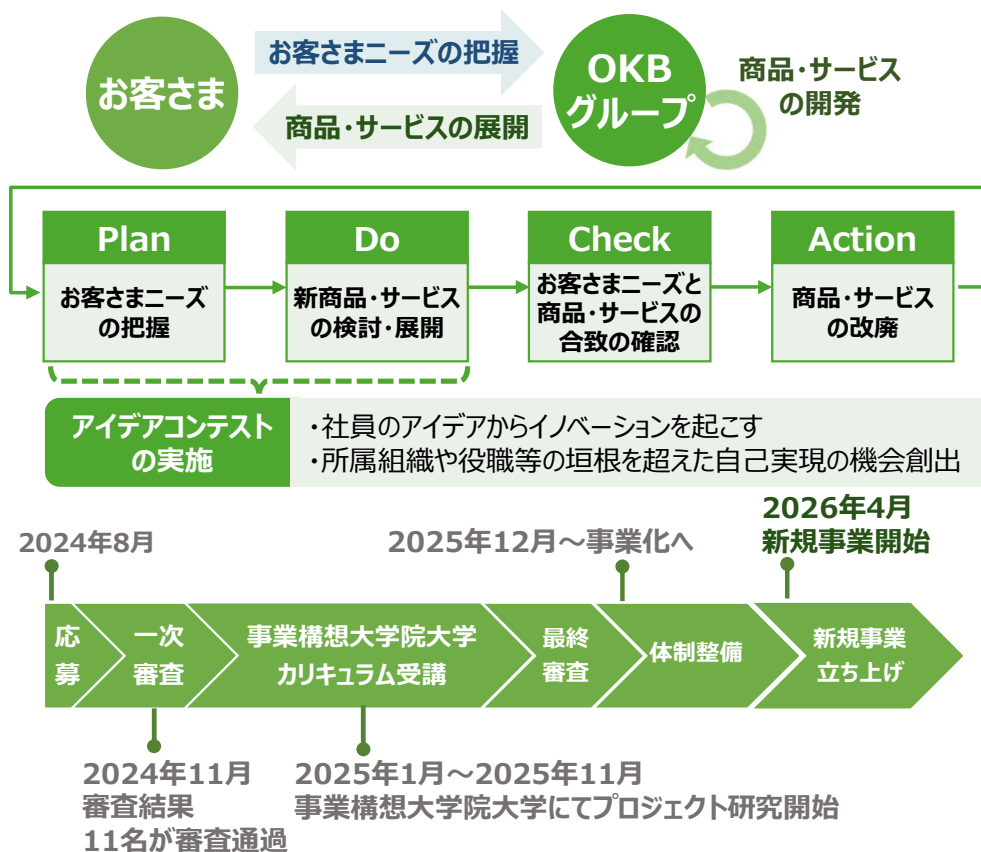 お客さま
お客さまニーズの把握
商品・サービスの展開
OKB
グループ
商品・サービス
の開発
Plan
お客さまニーズ
の把握
Do
新商品・サービス
の検討・展開
Check
お客さまニーズと
商品・サービスの
合致の確認
Action
商品・サービス
の改廃
アイデアコンテスト
の実施
・社員のアイデアからイノベーションを起こす
・所属組織や役職等の垣根を超えた自己実現の機会創出
2024年8月
2025年12月～事業化へ
2026年4月
新規事業開始
応
募
一次
審査
事業構想大学院大学
カリキュラム受講
最終
審査
体制整備
新規事業
立ち上げ
2024年11月
審査結果
11名が審査通過
2025年1月～2025年11月
事業構想大学院大学にてプロジェクト研究開始